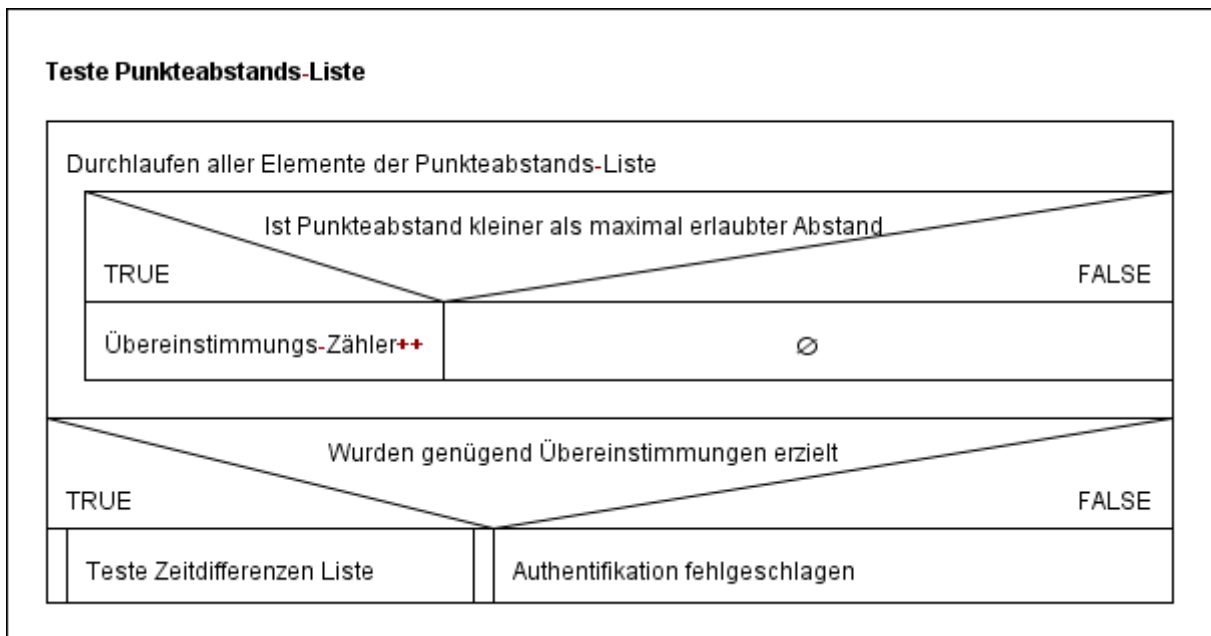 Teste Punkteabstands-Liste
Durchlaufen aller Elemente der Punkteabstands-Liste
Ist Punkteabstand kleiner als maximal erlaubter Abstand
TRUE
FALSE
Übereinstimmungs-Zähler++
∅
Wurden genügend Übereinstimmungen erzielt
TRUE
FALSE
Teste Zeitdifferenzen Liste
Authentifikation fehlgeschlagen